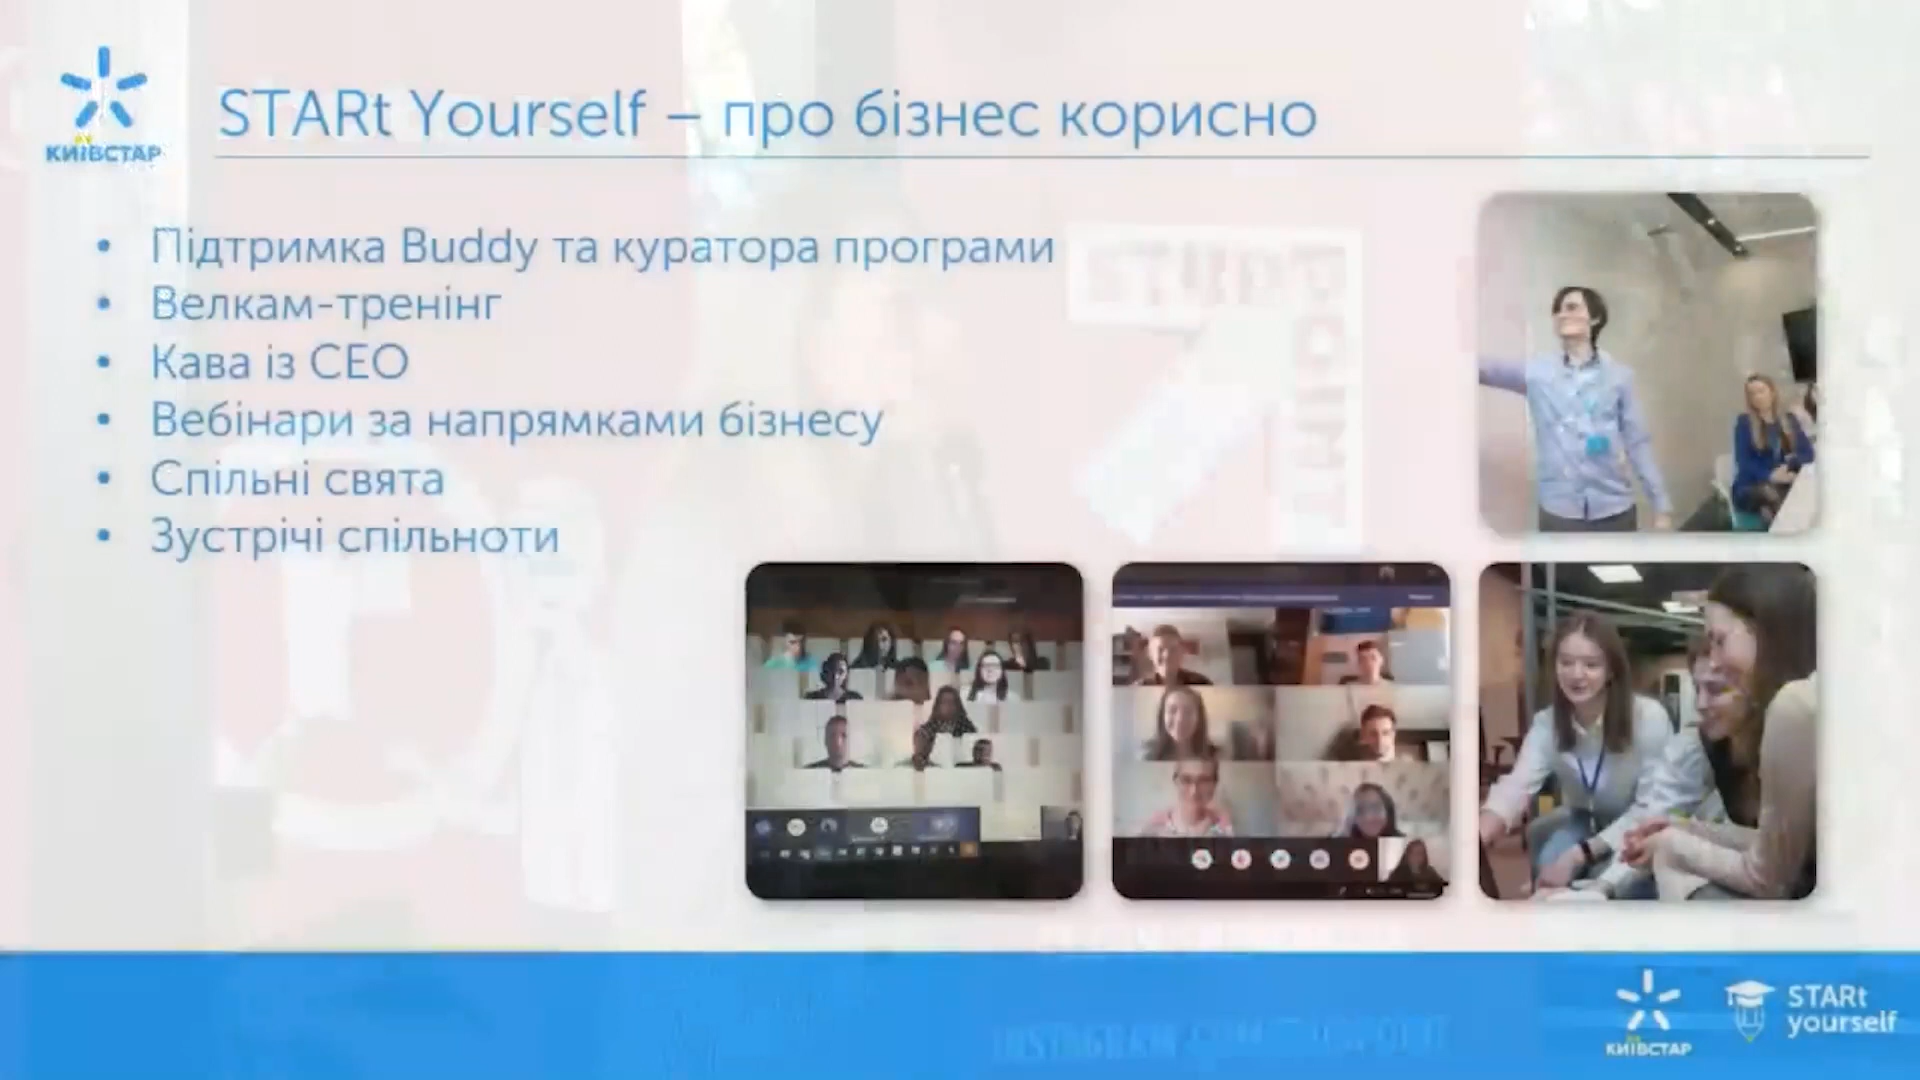 КИЇВСТАР
STARt Yourself – про бізнес корисно
• Підтримка Buddy та куратора програми
• Велкам-тренінг
• Кава із CEO
• Вебінари за напрямками бізнесу
• Спільні свята
• Зустрічі спільноти
КИЇВСТАР
STARt
yourself